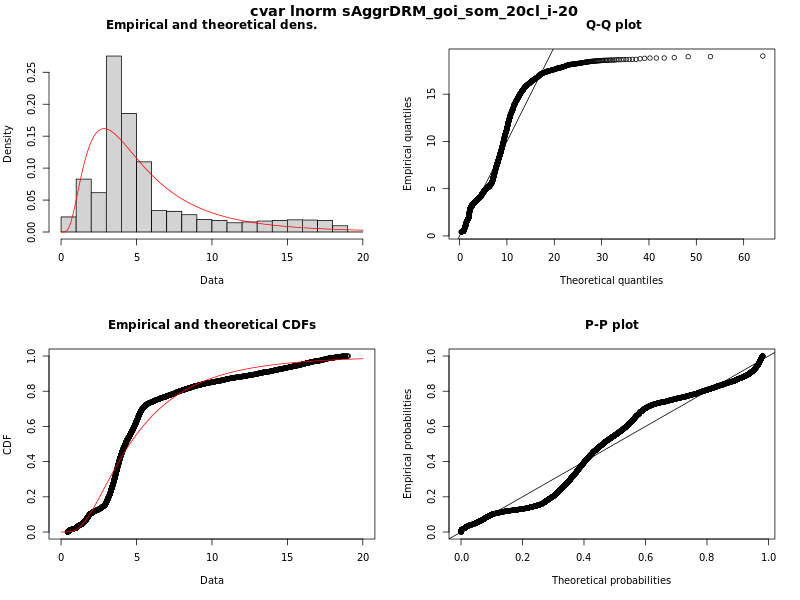 cvar lnorm sAggrDRM_goi_som_20cl_i-20
Empirical and theoretical dens.
Density
0.00 0.05 0.10 0.15 0.20 0.25
0 5 10 15 20
Data
Q-Q plot
Empirical quantiles
0 5 10 15
0 10 20 30 40 50 60
Theoretical quantiles
Empirical and theoretical CDFs
CDF
0.0 0.2 0.4 0.6 0.8 1.0
0 5 10 15 20
Data
P-P plot
Empirical probabilities
0.0 0.2 0.4 0.6 0.8 1.0
0.0 0.2 0.4 0.6 0.8 1.0
Theoretical probabilities